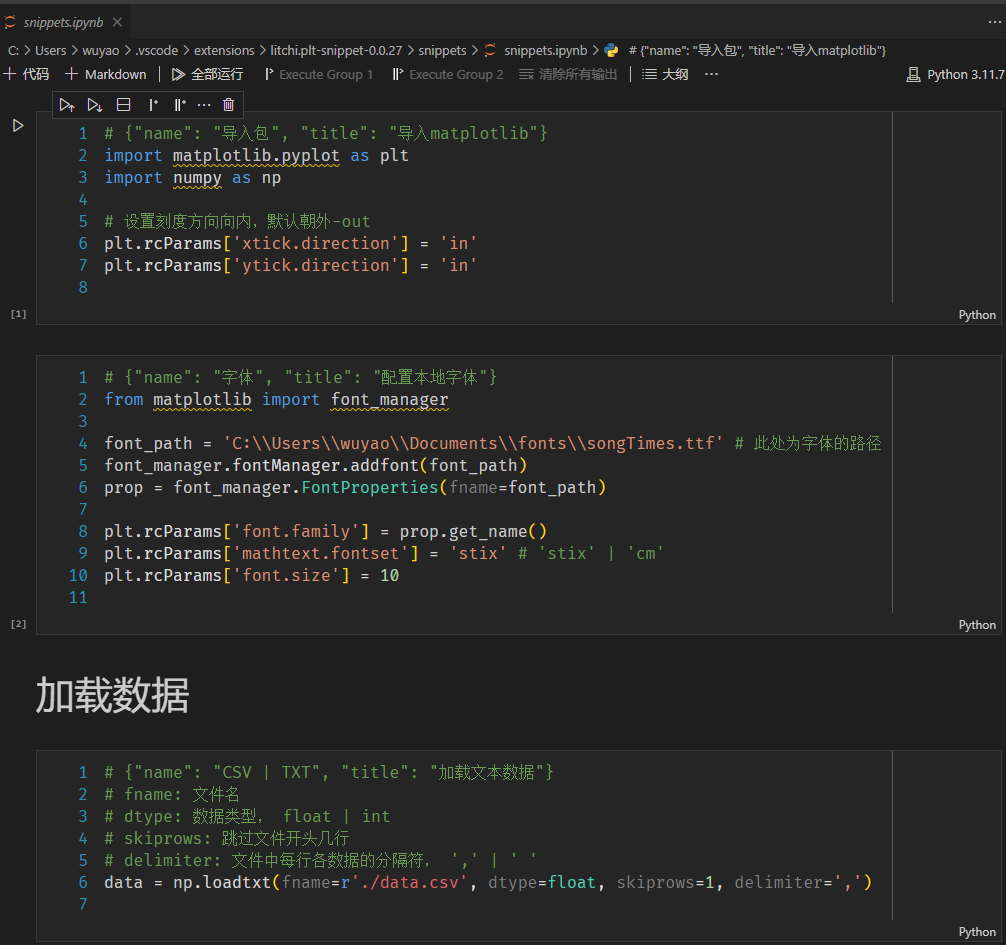 snippets.ipynb
C: > Users > wuyao > .vscode > extensions > litchi.plt-snippet-0.0.27 > snippets > snippets.ipynb > # {"name": "导入包", "title": "导入matplotlib"}
代码 Markdown 全部运行 Execute Group 1 Execute Group 2 清除所有输出 大纲 ... Python 3.11.7
1 # {"name": "导入包", "title": "导入matplotlib"}
2 import matplotlib.pyplot as plt
3 import numpy as np
4
5 # 设置刻度方向向内，默认朝外-out
6 plt.rcParams['xtick.direction'] = 'in'
7 plt.rcParams['ytick.direction'] = 'in'
8
[1] Python
1 # {"name": "字体", "title": "配置本地字体"}
2 from matplotlib import font_manager
3
4 font_path = 'C:\\Users\\wuyao\\Documents\\fonts\\songTimes.ttf' # 此处为字体的路径
5 font_manager.fontManager.addfont(font_path)
6 prop = font_manager.FontProperties(fname=font_path)
7
8 plt.rcParams['font.family'] = prop.get_name()
9 plt.rcParams['mathtext.fontset'] = 'stix' # 'stix' | 'cm'
10 plt.rcParams['font.size'] = 10
11
[2] Python
加载数据
1 # {"name": "CSV | TXT", "title": "加载文本数据"}
2 # fname: 文件名
3 # dtype: 数据类型， float | int
4 # skiprows: 跳过文件开头几行
5 # delimiter: 文件中每行各数据的分隔符， ',' | ' '
6 data = np.loadtxt(fname=r'./data.csv', dtype=float, skiprows=1, delimiter=',')
7
Python